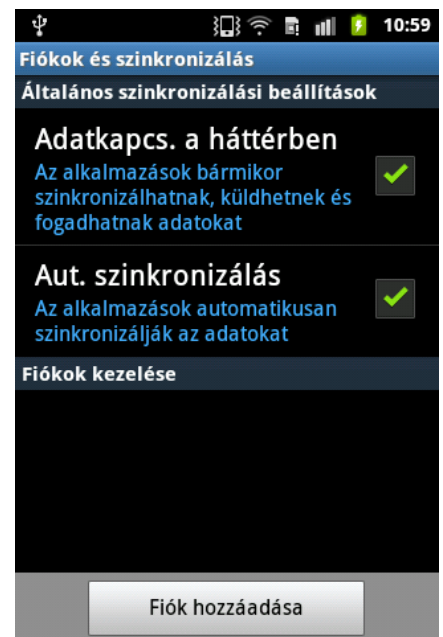 10:59
Fiókok és szinkronizálás
Általános szinkronizálási beállítások
Adatkapcs. a háttérben
Az alkalmazások bármikor
szinkronizálhatnak, küldhetnek és
fogadhatnak adatokat
Aut. szinkronizálás
Az alkalmazások automatikusan
szinkronizálják az adatokat
Fiókok kezelése
Fiók hozzáadása